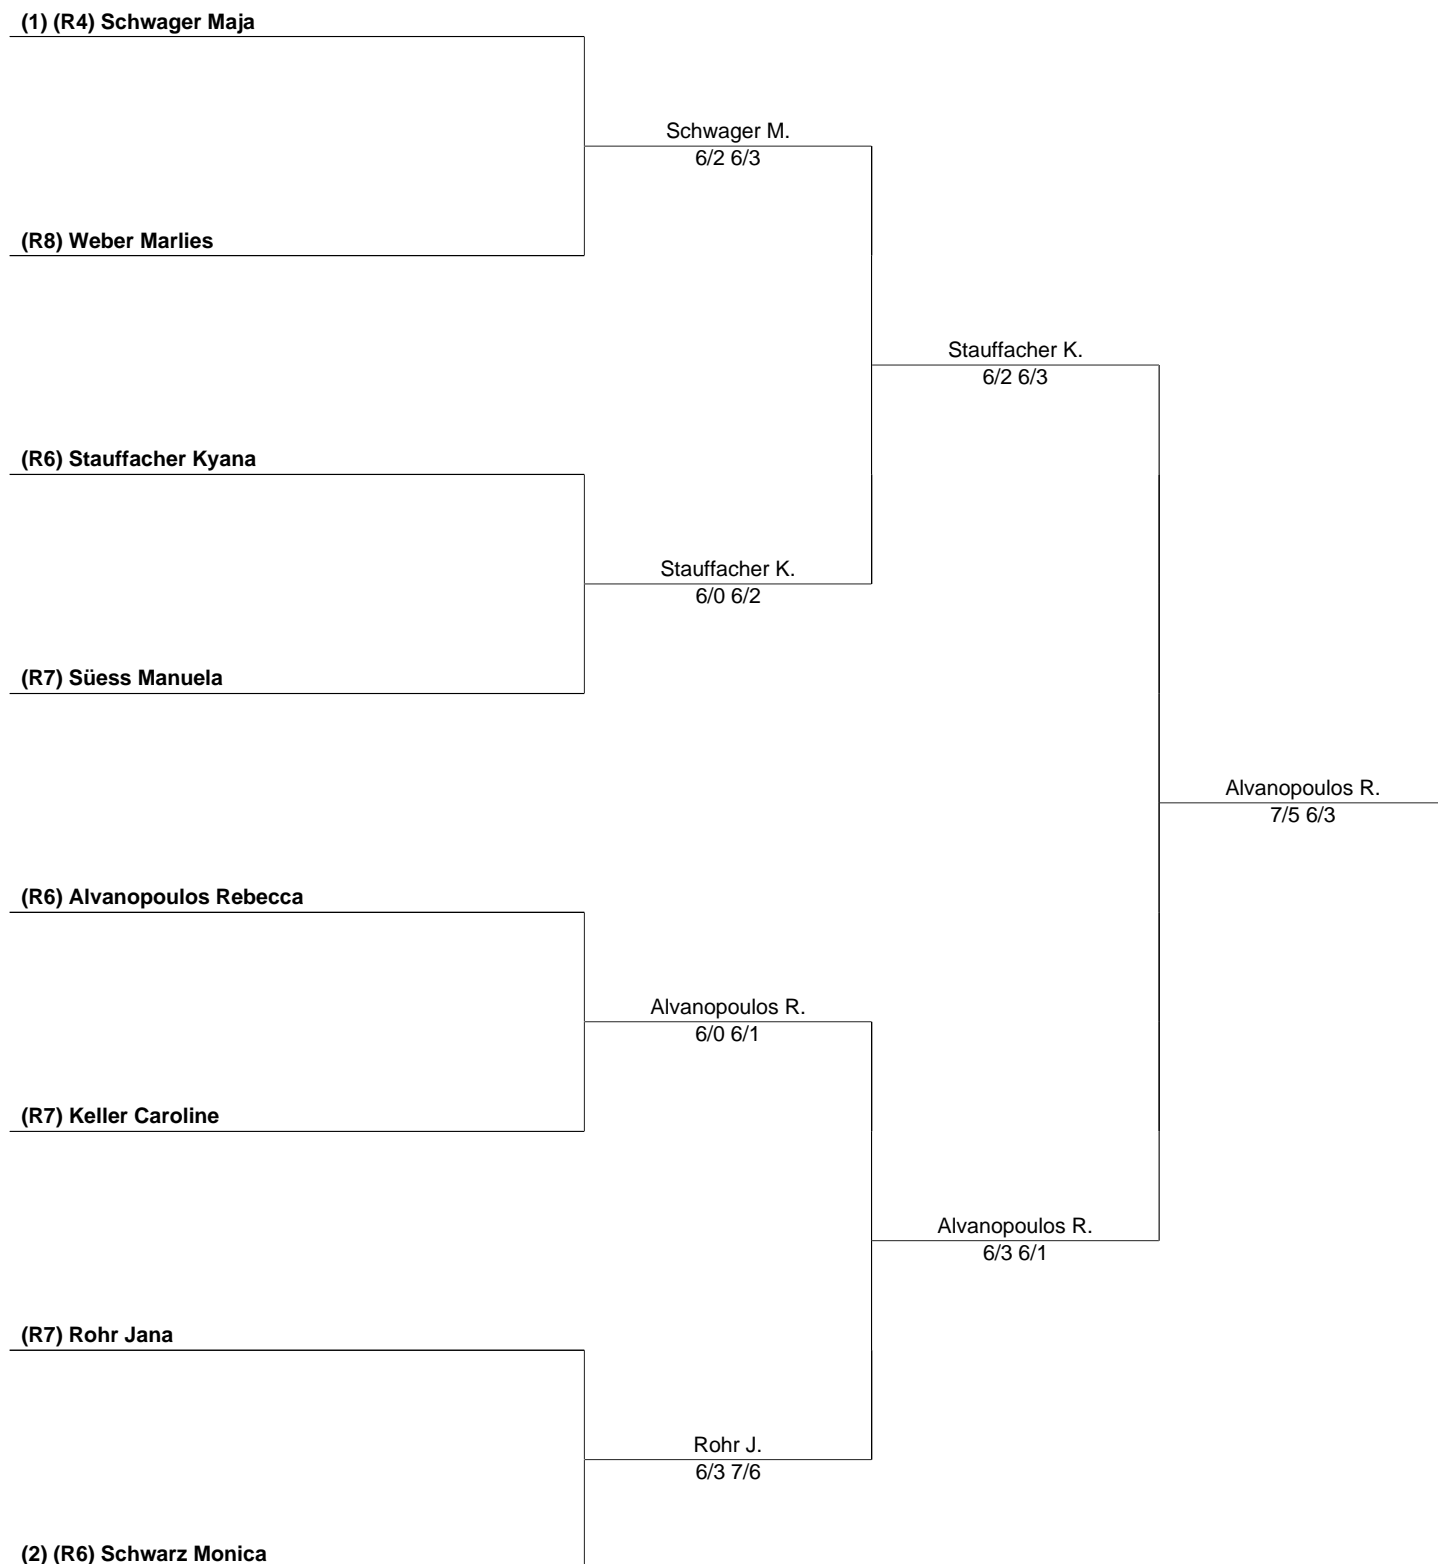 (1) (R4) Schwager Maja
Schwager M.
6/2 6/3
(R8) Weber Marlies
Stauffacher K.
6/2 6/3
(R6) Stauffacher Kyana
Stauffacher K.
6/0 6/2
(R7) Süess Manuela
Alvanopoulos R.
7/5 6/3
(R6) Alvanopoulos Rebecca
Alvanopoulos R.
6/0 6/1
(R7) Keller Caroline
Alvanopoulos R.
6/3 6/1
(R7) Rohr Jana
Rohr J.
6/3 7/6
(2) (R6) Schwarz Monica